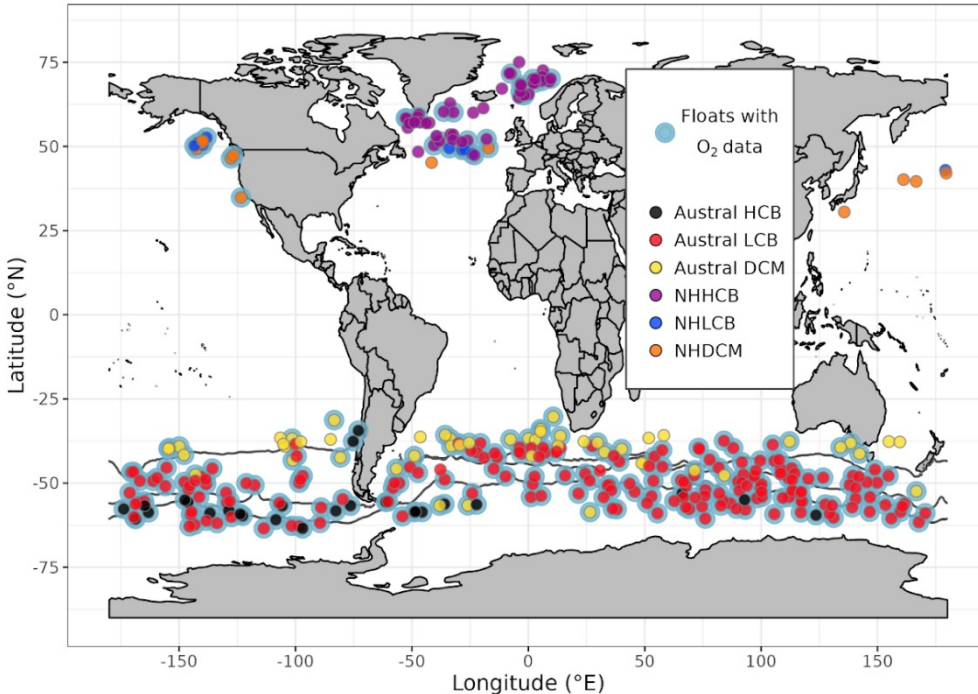 75
50
25
0
-25
-50
-75
Latitude (°N)
Floats with
O₂ data
Austral HCB
Austral LCB
Austral DCM
NHHCB
NHLCB
NHDCM
-150
-100
-50
0
50
100
150
Longitude (°E)